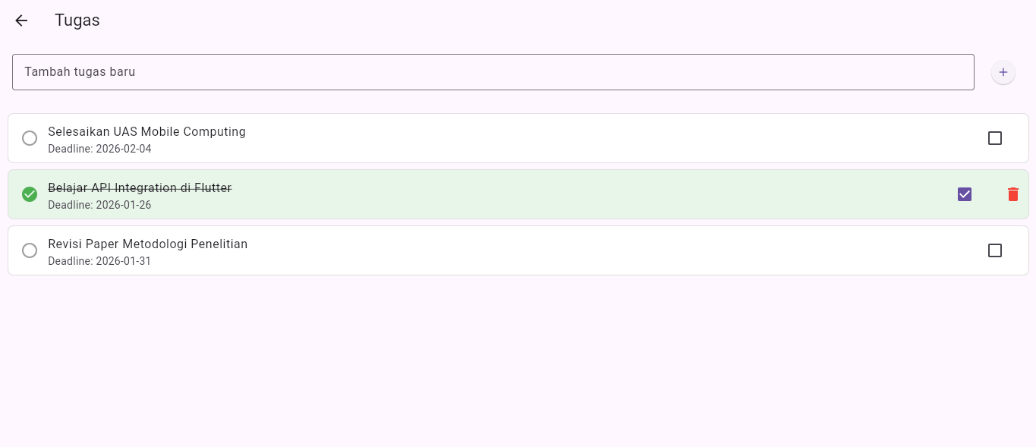 Tugas
Tambah tugas baru
Selesaikan UAS Mobile Computing
Deadline: 2026-02-04
Belajar API Integration di Flutter
Deadline: 2026-01-26
Revisi Paper Metodologi Penelitian
Deadline: 2026-01-31